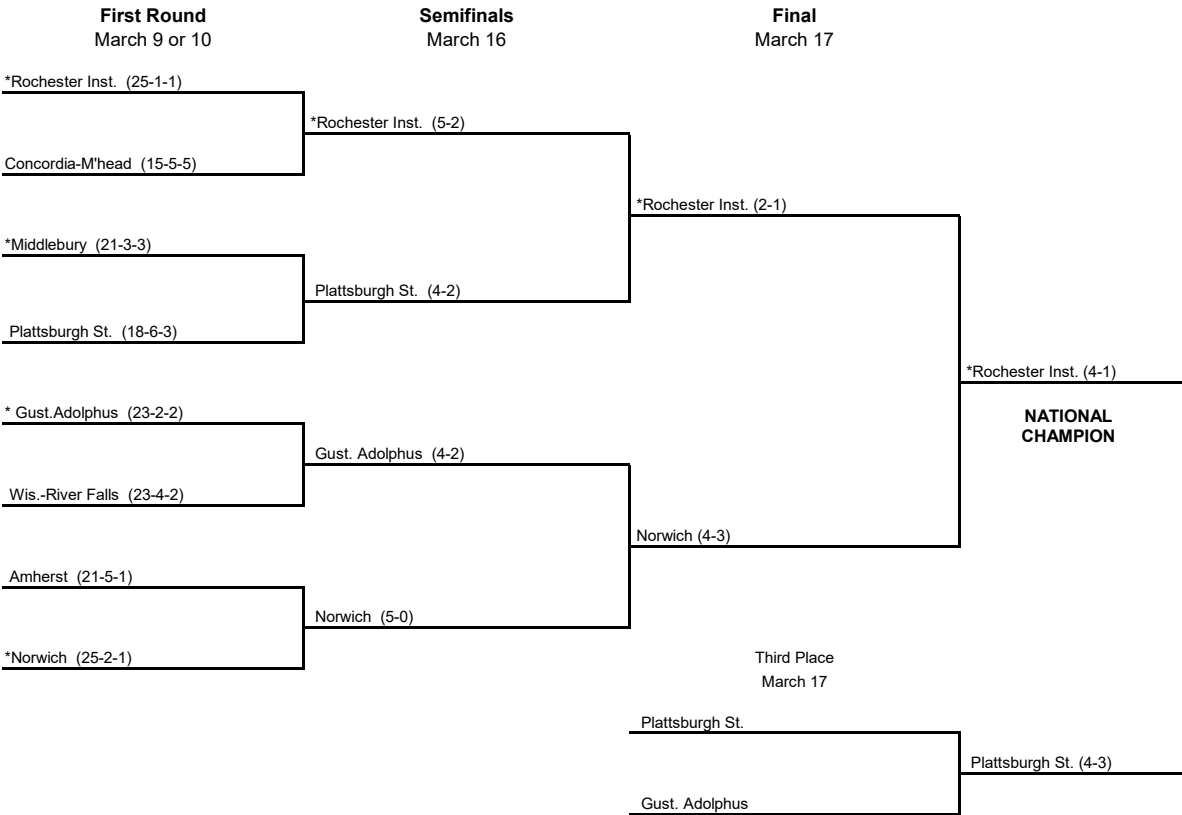 First Round
March 9 or 10
Semifinals
March 16
Final
March 17
*Rochester Inst.  (25-1-1)
*Rochester Inst.  (5-2)
Concordia-M'head  (15-5-5)
*Rochester Inst. (2-1)
*Middlebury  (21-3-3)
Plattsburgh St.  (4-2)
Plattsburgh St.  (18-6-3)
*Rochester Inst. (4-1)
NATIONAL
CHAMPION
* Gust.Adolphus  (23-2-2)
Gust. Adolphus  (4-2)
Wis.-River Falls  (23-4-2)
Norwich (4-3)
Amherst  (21-5-1)
Norwich  (5-0)
*Norwich  (25-2-1)
Third Place
March 17
Plattsburgh St.
Plattsburgh St. (4-3)
Gust. Adolphus